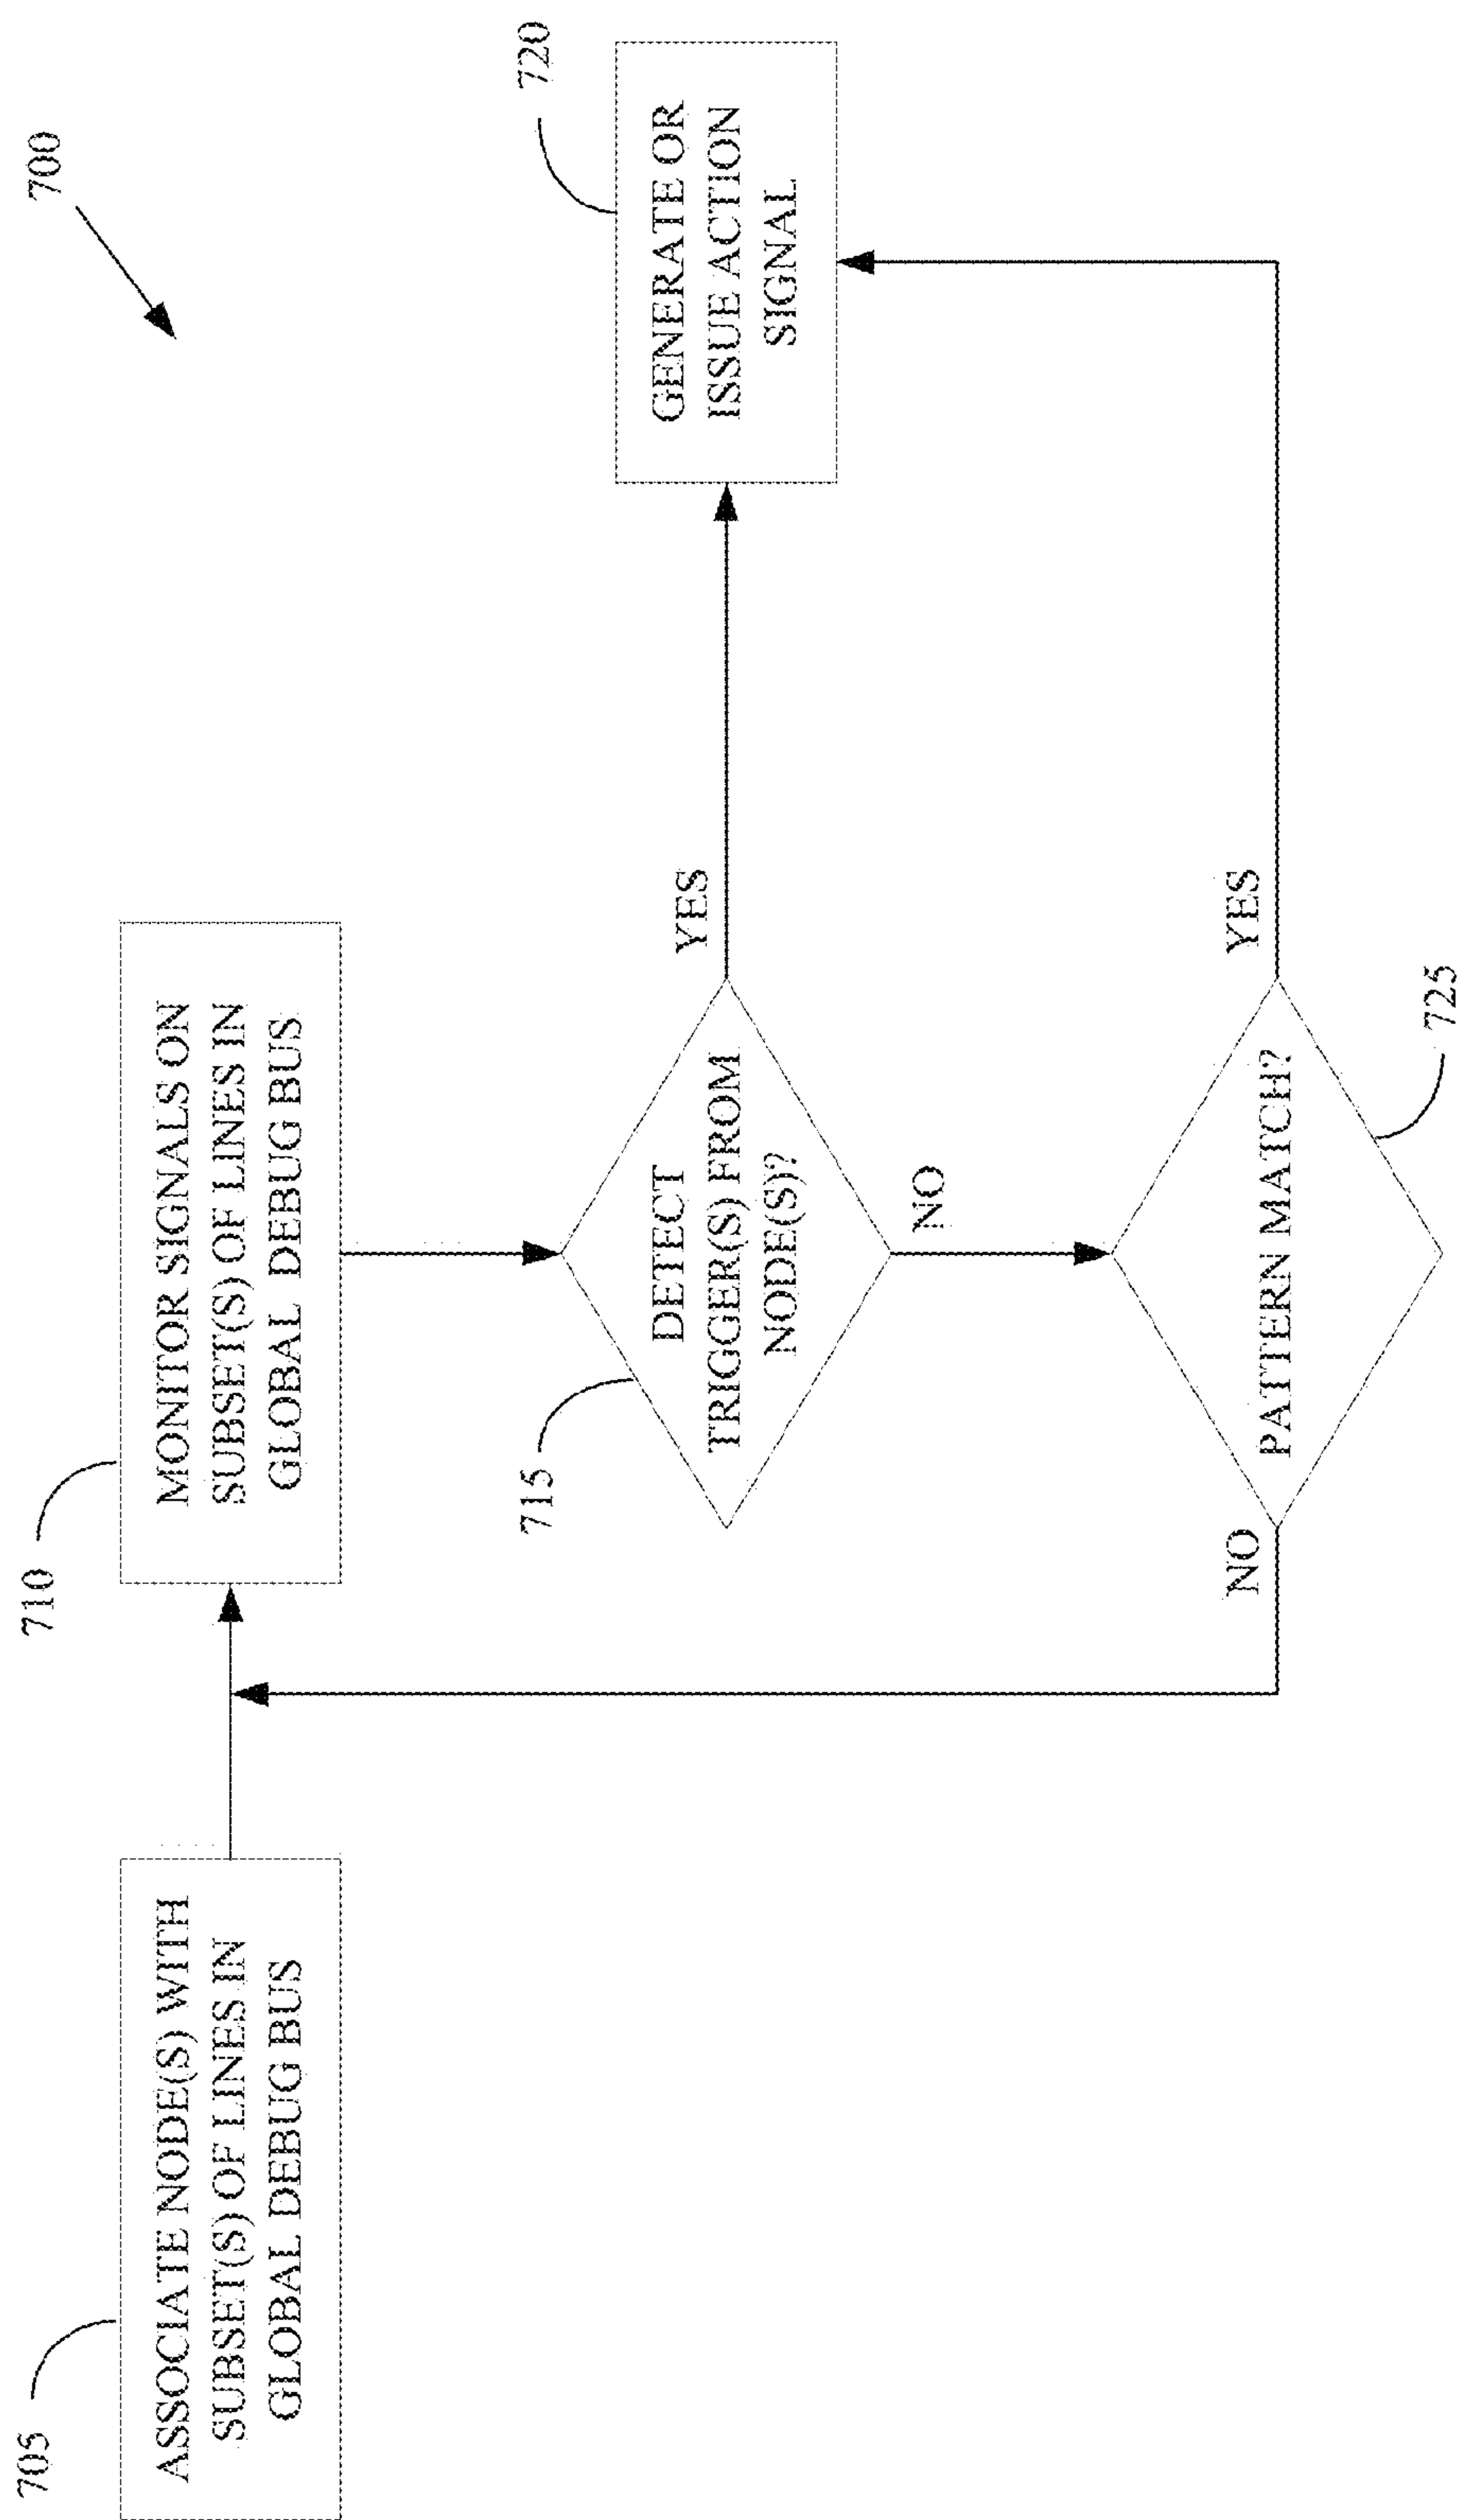 700
705
ASSOCIATE NODE(S) WITH
SUBSET(S) OF LINES IN
GLOBAL DEBUG BUS
710
MONITOR SIGNALS ON
SUBSET(S) OF LINES IN
GLOBAL DEBUG BUS
715
DETECT
TRIGGER(S) FROM
NODE(S)?
YES
720
GENERATE OR
ISSUE ACTION
SIGNAL
NO
NO
PATTERN MATCH?
YES
725